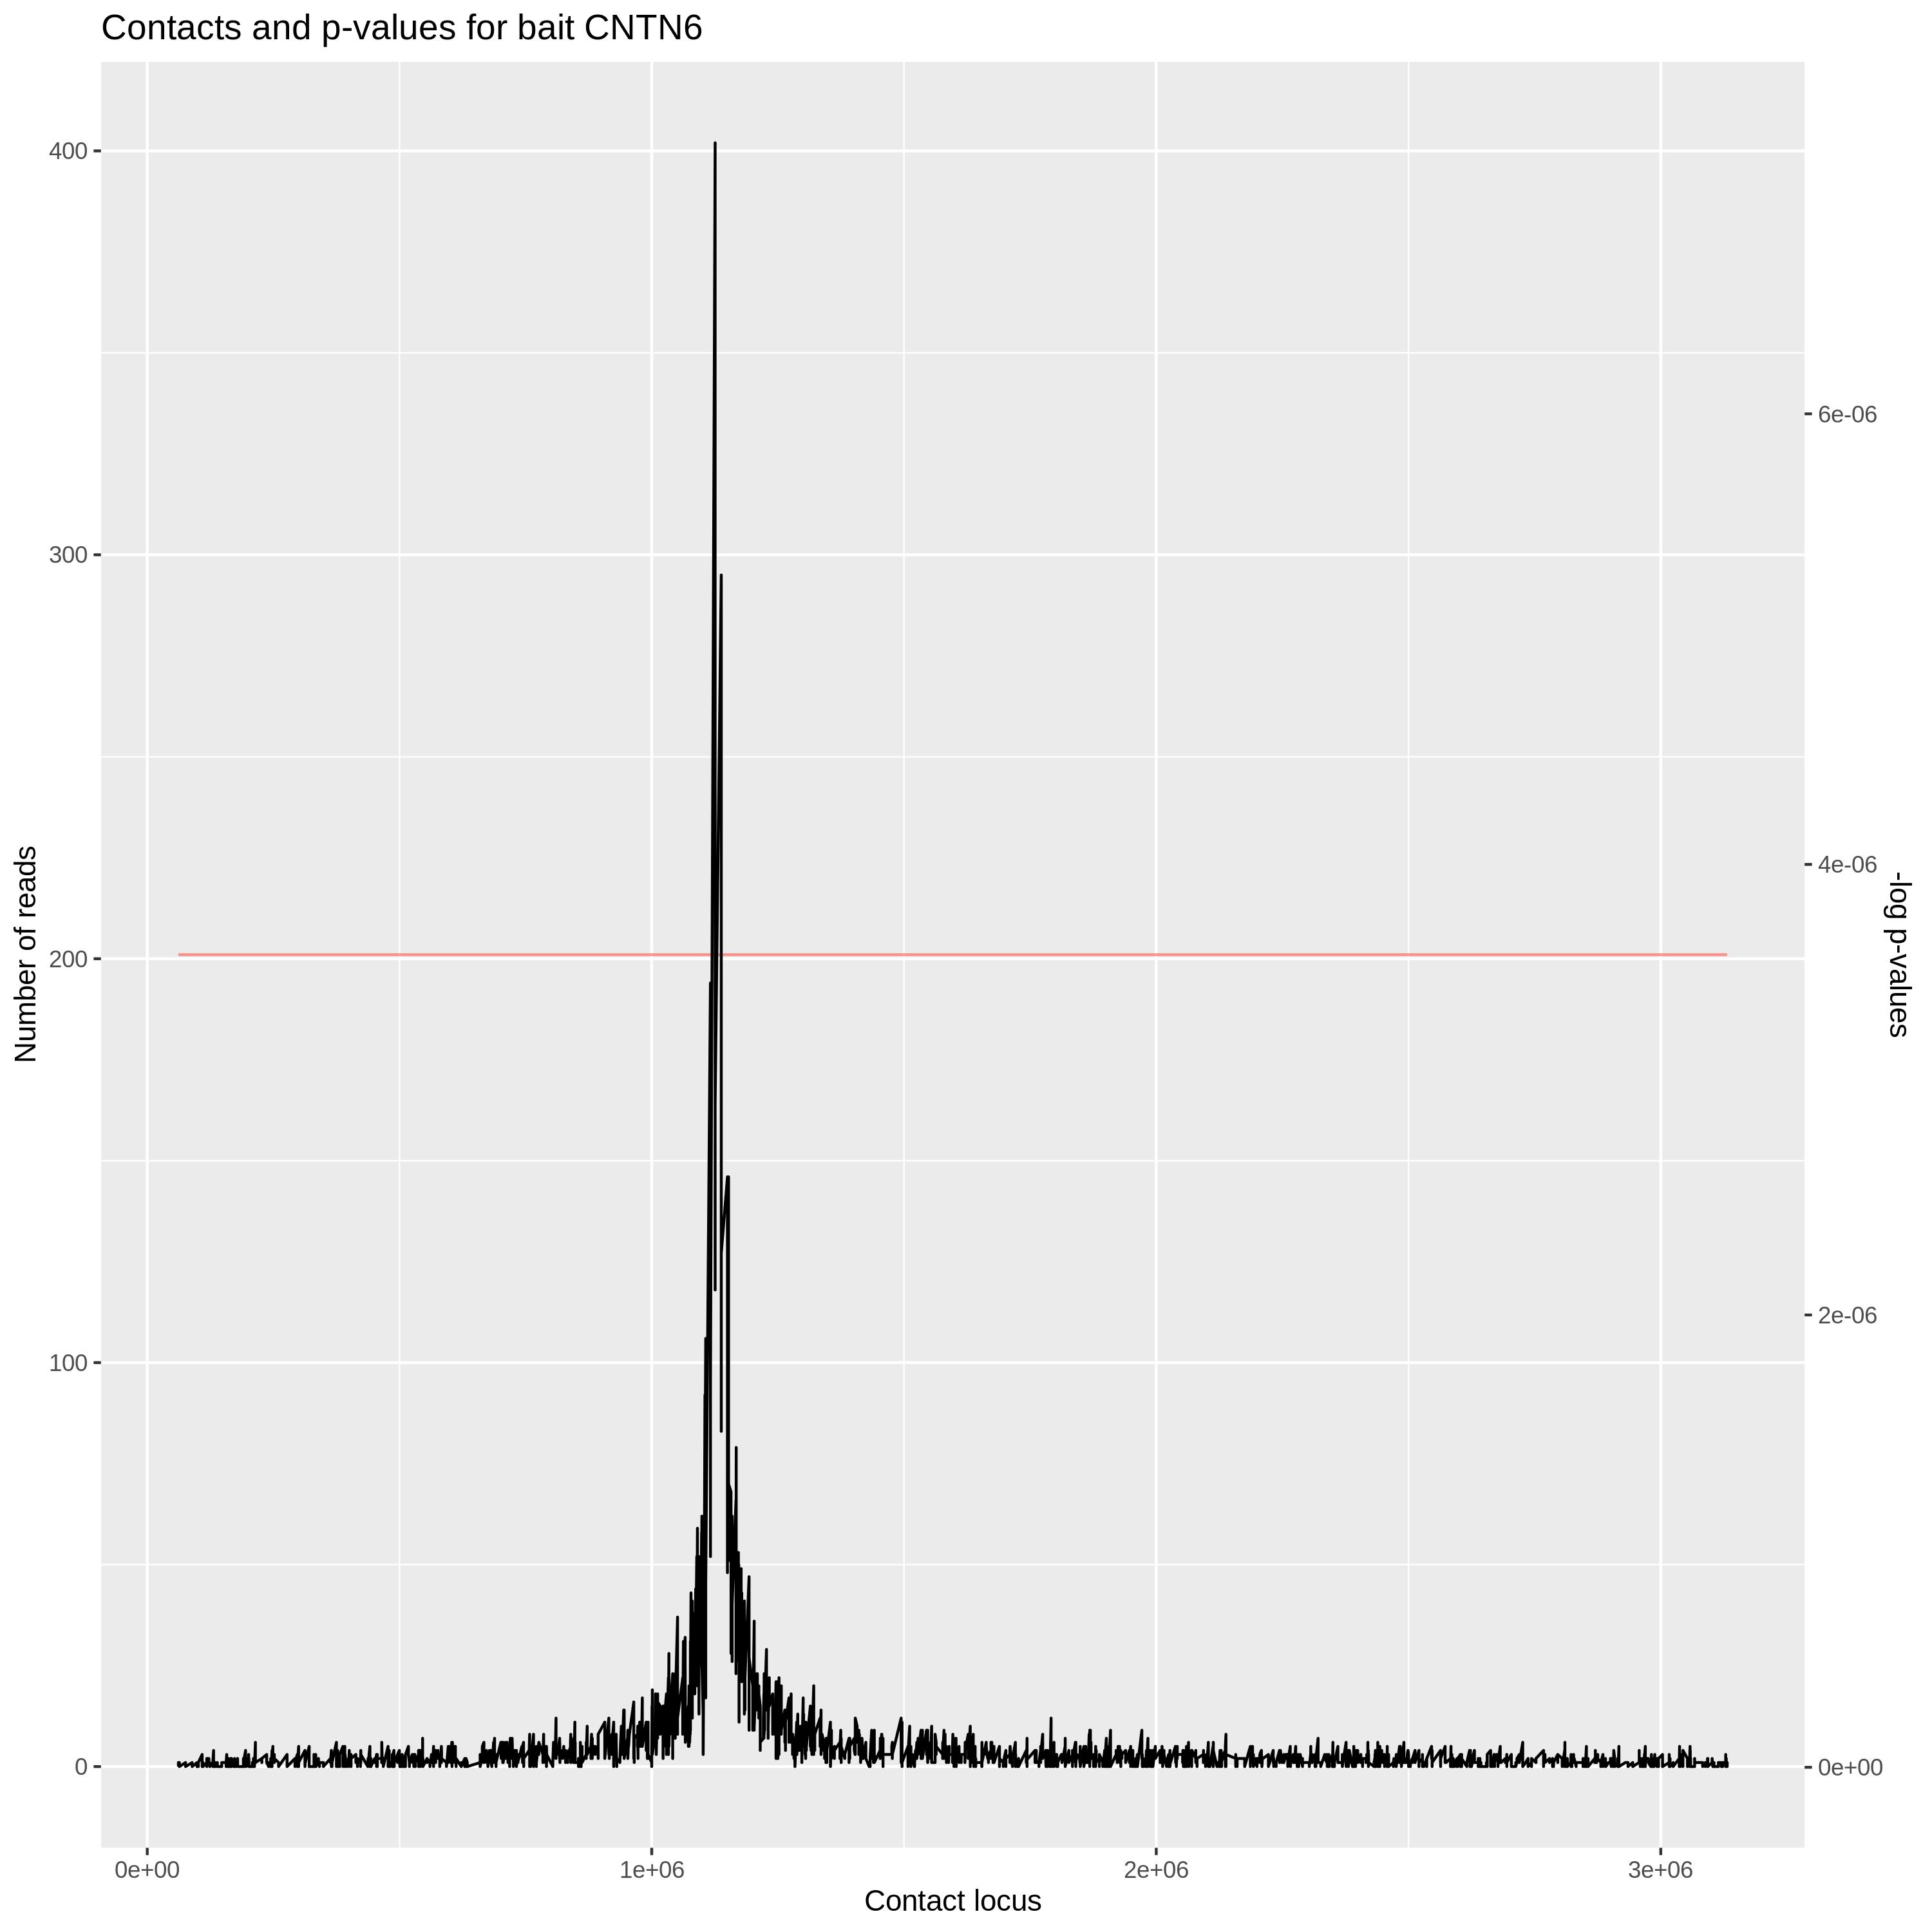 Contacts and p-values for bait CNTN6
400
300
200
100
0
Number of reads
6e-06
4e-06
2e-06
0e+00
-log p-values
0e+00
1e+06
2e+06
3e+06
Contact locus